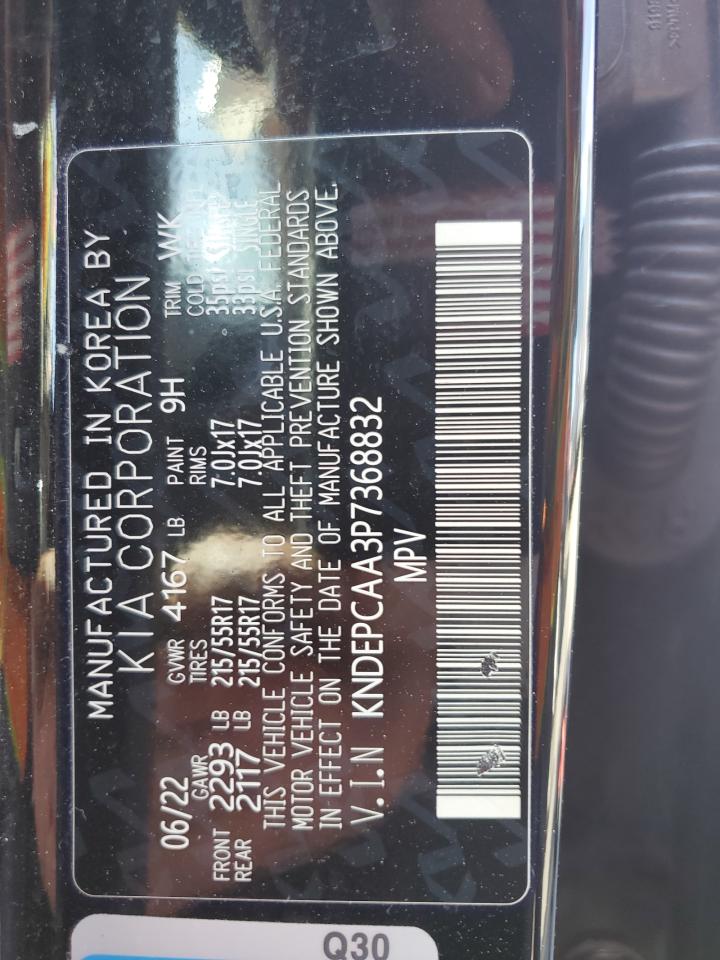 MANUFACTURED IN KOREA BY
KIA CORPORATION
06/22 GVWR 4167 LB PAINT 9H TRIM WK
GAWR TIRES RIMS COLD
FRONT 2293 LB 215/55R17 7.0Jx17 35psi
REAR 2117 LB 215/55R17 7.0Jx17 33psi SINGLE
THIS VEHICLE CONFORMS TO ALL APPLICABLE U.S.A. FEDERAL
MOTOR VEHICLE SAFETY AND THEFT PREVENTION STANDARDS
IN EFFECT ON THE DATE OF MANUFACTURE SHOWN ABOVE.
V.I.N KNDEPCAA3P7368832
MPV
Q30